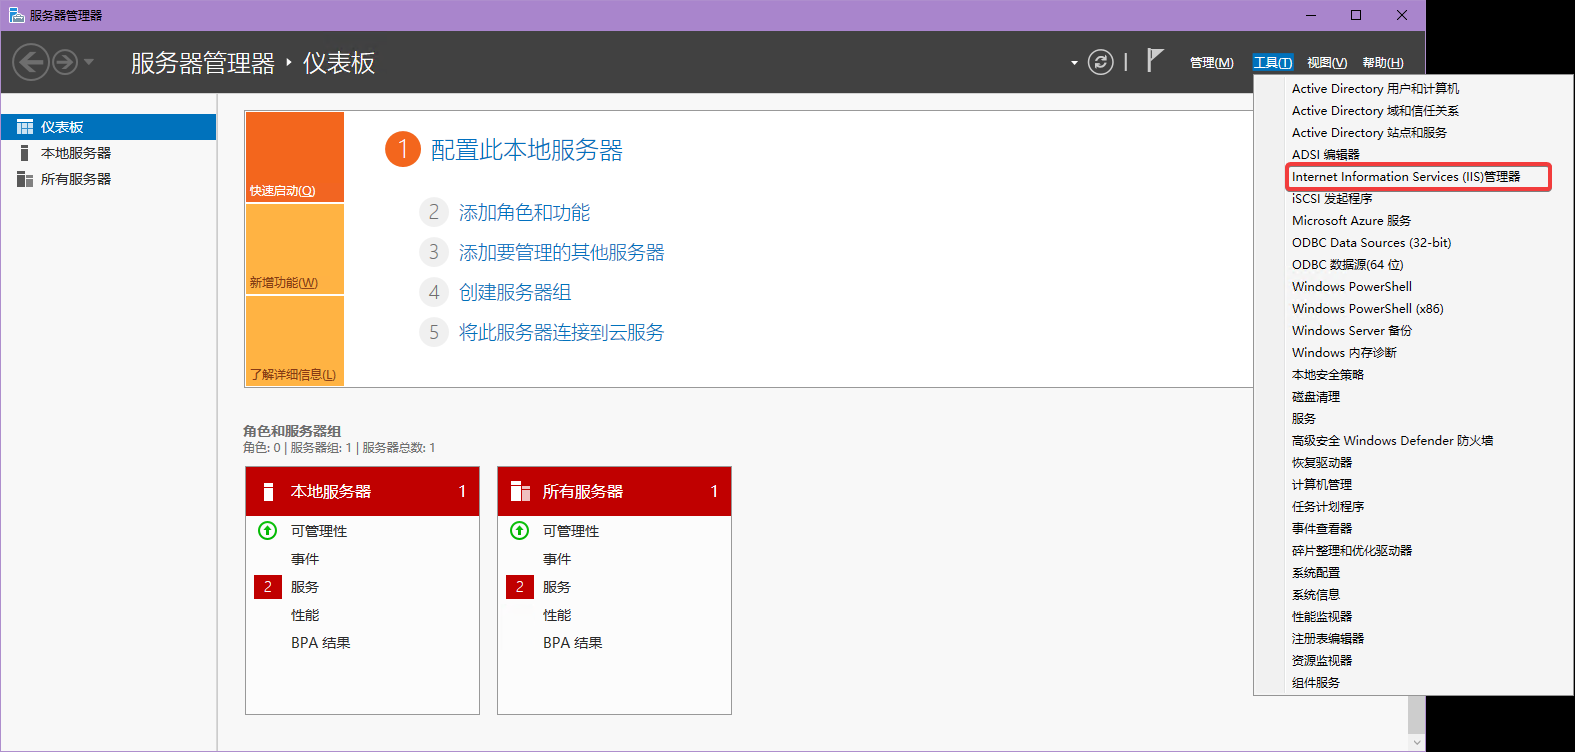 服务器管理器
服务器管理器 ‣ 仪表板
管理(M) 工具(T) 视图(V) 帮助(H)
仪表板
本地服务器
所有服务器
快速启动(Q)
新增功能(W)
了解详细信息(L)
1 配置此本地服务器
2 添加角色和功能
3 添加要管理的其他服务器
4 创建服务器组
5 将此服务器连接到云服务
角色和服务器组
角色: 0 | 服务器组: 1 | 服务器总数: 1
本地服务器 1
可管理性
事件
2 服务
性能
BPA 结果
所有服务器 1
可管理性
事件
2 服务
性能
BPA 结果
Active Directory 用户和计算机
Active Directory 域和信任关系
Active Directory 站点和服务
ADSI 编辑器
Internet Information Services (IIS)管理器
iSCSI 发起程序
Microsoft Azure 服务
ODBC Data Sources (32-bit)
ODBC 数据源(64 位)
Windows PowerShell
Windows PowerShell (x86)
Windows Server 备份
Windows 内存诊断
本地安全策略
磁盘清理
服务
高级安全 Windows Defender 防火墙
恢复驱动器
计算机管理
任务计划程序
事件查看器
碎片整理和优化驱动器
系统配置
系统信息
性能监视器
注册表编辑器
资源监视器
组件服务